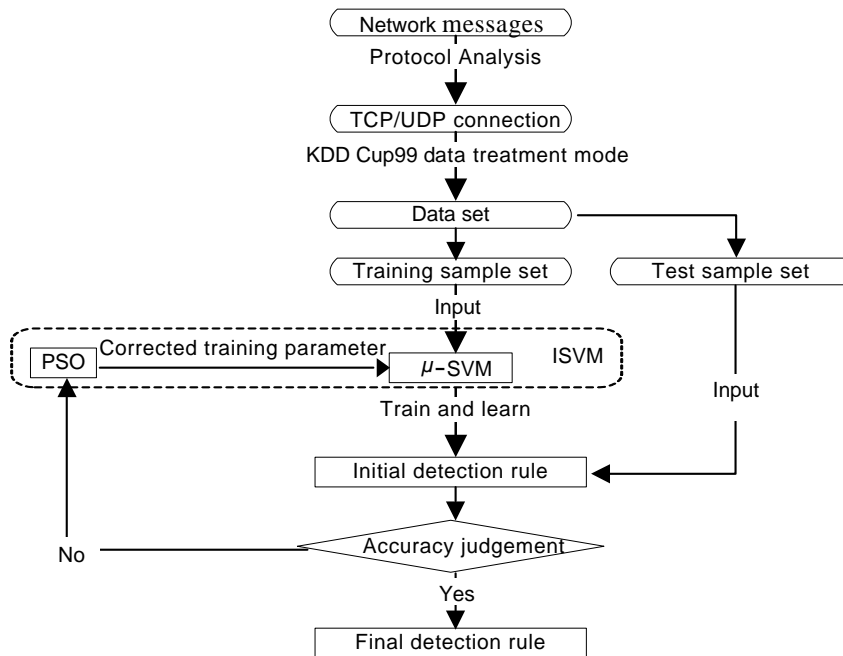 Network messages
Protocol Analysis
TCP/UDP connection
KDD Cup99 data treatment mode
Data set
Training sample set
Test sample set
Input
Corrected training parameter
PSO
μ-SVM
ISVM
Input
Train and learn
Initial detection rule
Accuracy judgement
No
Yes
Final detection rule